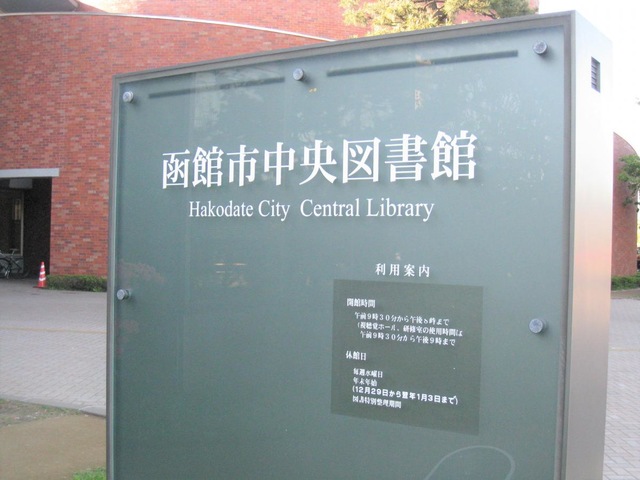 函館市中央図書館
Hakodate City Central Library
利用案内
開館時間
午前9時30分から午後8時まで
(視聴覚ホール、研修室の使用時間は
午前9時30分から午後9時まで
休館日
毎週水曜日
年末年始
(12月29日から翌年1月3日まで)
図書特別整理期間